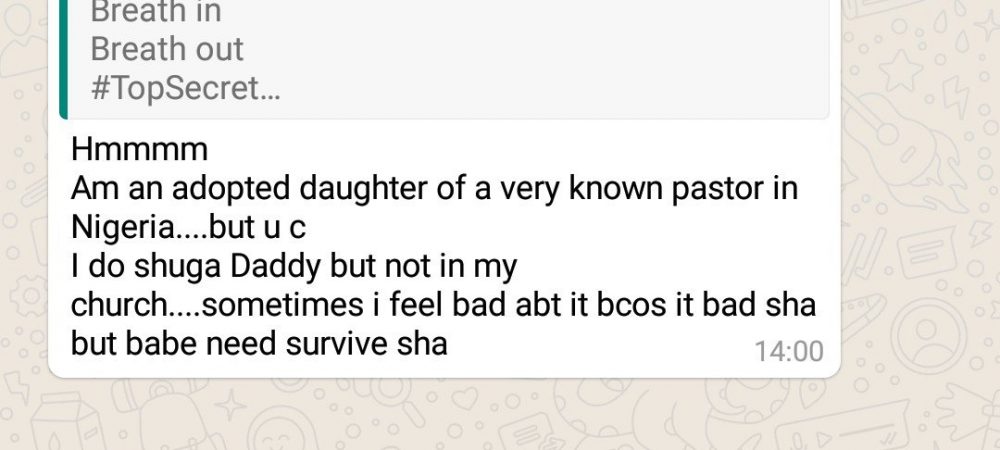 Breath in
Breath out
#TopSecret...
Hmmmm
Am an adopted daughter of a very known pastor in
Nigeria....but u c
I do shuga Daddy but not in my
church....sometimes i feel bad abt it bcos it bad sha
but babe need survive sha
14:00